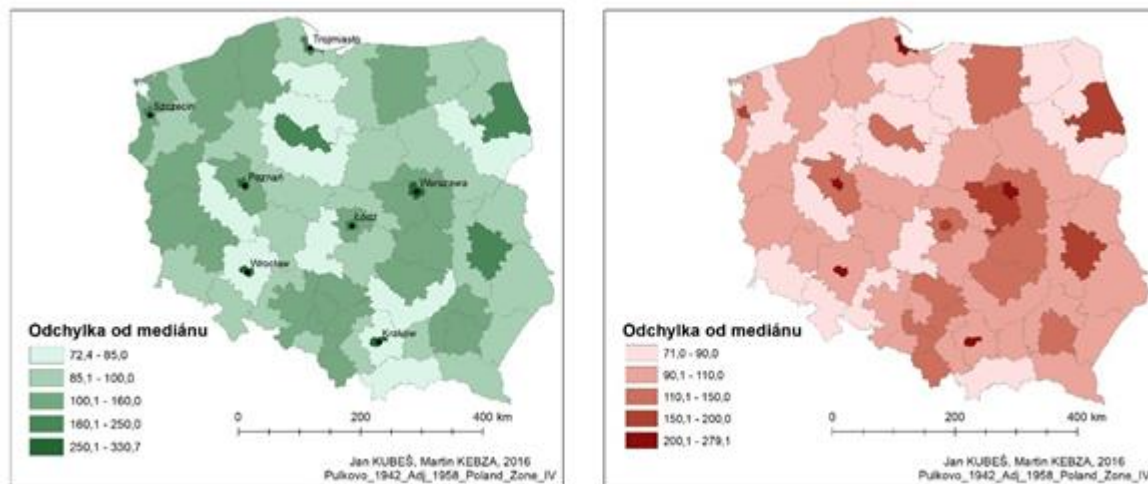 Trojmiasto
Szczecin
Poznań
Warszawa
Łódź
Wrocław
Kraków
Odchylka od mediánu
72,4 - 85,0
85,1 - 100,0
100,1 - 160,0
160,1 - 250,0
250,1 - 330,7
0 200 400 km
Jan KUBEŠ, Martin KEBZA, 2016
Pulkovo_1942_Adj_1958_Poland_Zone_IV
Odchylka od mediánu
71,0 - 90,0
90,1 - 110,0
110,1 - 150,0
150,1 - 200,0
200,1 - 279,1
0 200 400 km
Jan KUBEŠ, Martin KEBZA, 2016
Pulkovo_1942_Adj_1958_Poland_Zone_IV